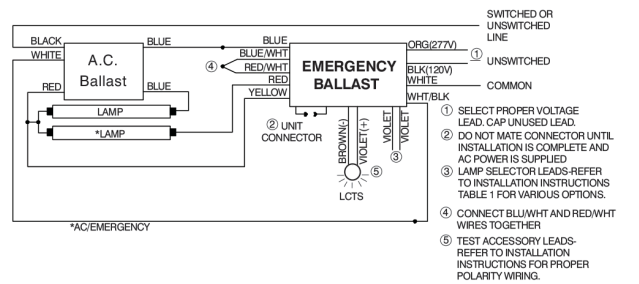 SWITCHED OR
UNSWITCHED
LINE
BLACK
BLUE
BLUE
ORG(277V)
①
WHITE
A.C.
Ballast
BLUE/WHT
EMERGENCY
BALLAST
UNSWITCHED
④
RED/WHT
BLK(120V)
RED
BLUE
RED
WHITE
COMMON
YELLOW
WHT/BLK
LAMP
*LAMP
② UNIT
CONNECTOR
BROWN(-)
VIOLET(+)
VIOLET
VIOLET
③
⑤
LCTS
*AC/EMERGENCY
① SELECT PROPER VOLTAGE
LEAD. CAP UNUSED LEAD.
② DO NOT MATE CONNECTOR UNTIL
INSTALLATION IS COMPLETE AND
AC POWER IS SUPPLIED
③ LAMP SELECTOR LEADS-REFER
TO INSTALLATION INSTRUCTIONS
TABLE 1 FOR VARIOUS OPTIONS.
④ CONNECT BLU/WHT AND RED/WHT
WIRES TOGETHER
⑤ TEST ACCESSORY LEADS-
REFER TO INSTALLATION
INSTRUCTIONS FOR PROPER
POLARITY WIRING.